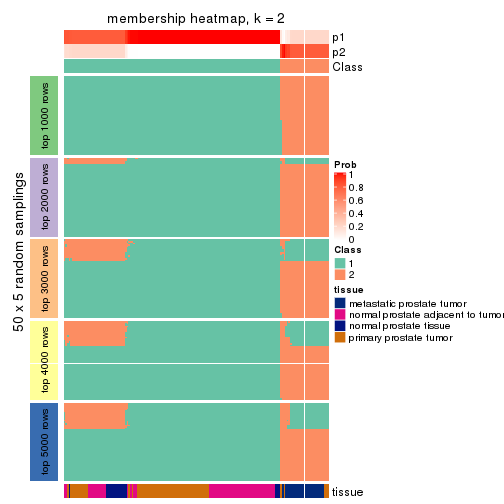 membership heatmap, k = 2
p1
p2
Class
50 x 5 random samplings
top 1000 rows
top 2000 rows
top 3000 rows
top 4000 rows
top 5000 rows
Prob
1
0.8
0.6
0.4
0.2
0
Class
1
2
tissue
metastatic prostate tumor
normal prostate adjacent to tumor
normal prostate tissue
primary prostate tumor
tissue